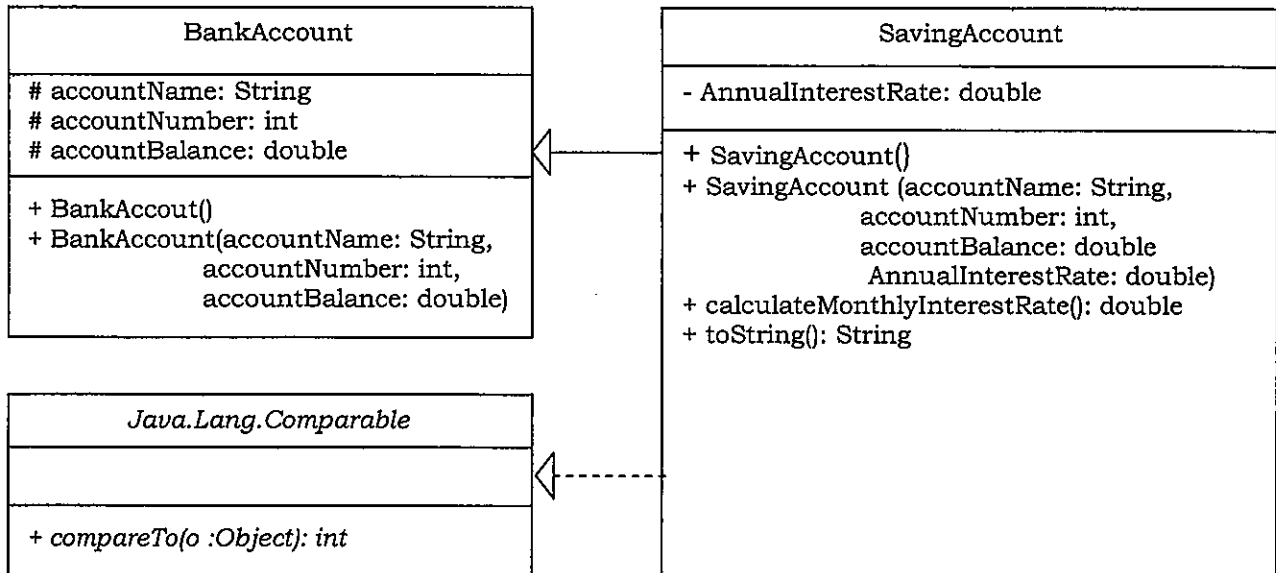 BankAccount
# accountName: String
# accountNumber: int
# accountBalance: double
+ BankAccout()
+ BankAccount(accountName: String,
accountNumber: int,
accountBalance: double)
SavingAccount
- AnnualInterestRate: double
+ SavingAccount()
+ SavingAccount (accountName: String,
accountNumber: int,
accountBalance: double
AnnualInterestRate: double)
+ calculateMonthlyInterestRate(): double
+ toString(): String
Java.Lang.Comparable
+ compareTo(o :Object): int